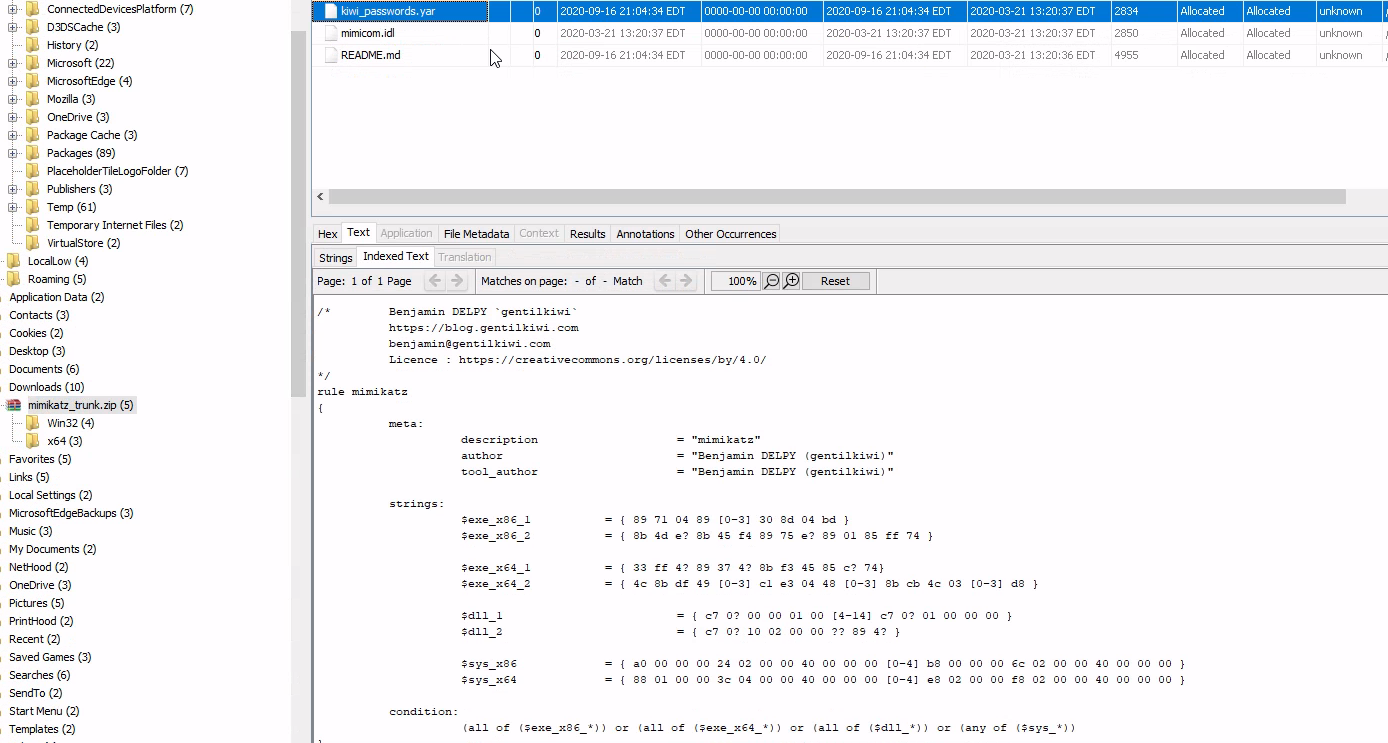 ConnectedDevicesPlatform (7)
D3DSCache (3)
History (2)
Microsoft (22)
MicrosoftEdge (4)
Mozilla (3)
OneDrive (3)
Package Cache (3)
Packages (89)
PlaceholderTileLogoFolder (7)
Publishers (3)
Temp (61)
Temporary Internet Files (2)
VirtualStore (2)
LocalLow (4)
Roaming (5)
Application Data (2)
Contacts (3)
Cookies (2)
Desktop (3)
Documents (6)
Downloads (10)
mimikatz_trunk.zip (5)
Win32 (4)
x64 (3)
Favorites (5)
Links (5)
Local Settings (2)
MicrosoftEdgeBackups (3)
Music (3)
My Documents (2)
NetHood (2)
OneDrive (3)
Pictures (5)
PrintHood (2)
Recent (2)
Saved Games (3)
Searches (6)
SendTo (2)
Start Menu (2)
Templates (2)
kiwi_passwords.yar 0 2020-09-16 21:04:34 EDT 0000-00-00 00:00:00 2020-09-16 21:04:34 EDT 2020-03-21 13:20:37 EDT 2834 Allocated Allocated unknown
mimicom.idl 0 2020-03-21 13:20:37 EDT 0000-00-00 00:00:00 2020-03-21 13:20:37 EDT 2020-03-21 13:20:37 EDT 2850 Allocated Allocated unknown
README.md 0 2020-09-16 21:04:34 EDT 0000-00-00 00:00:00 2020-09-16 21:04:34 EDT 2020-03-21 13:20:36 EDT 4955 Allocated Allocated unknown
Hex Text Application File Metadata Context Results Annotations Other Occurrences
Strings Indexed Text Translation
Page: 1 of 1 Page Matches on page: - of - Match 100% Reset
/* Benjamin DELPY `gentilkiwi`
https://blog.gentilkiwi.com
benjamin@gentilkiwi.com
Licence : https://creativecommons.org/licenses/by/4.0/
*/
rule mimikatz
{
meta:
description = "mimikatz"
author = "Benjamin DELPY (gentilkiwi)"
tool_author = "Benjamin DELPY (gentilkiwi)"
strings:
$exe_x86_1 = { 89 71 04 89 [0-3] 30 8d 04 bd }
$exe_x86_2 = { 8b 4d e? 8b 45 f4 89 75 e? 89 01 85 ff 74 }
$exe_x64_1 = { 33 ff 4? 89 37 4? 8b f3 45 85 c? 74}
$exe_x64_2 = { 4c 8b df 49 [0-3] c1 e3 04 48 [0-3] 8b cb 4c 03 [0-3] d8 }
$dll_1 = { c7 0? 00 00 01 00 [4-14] c7 0? 01 00 00 00 }
$dll_2 = { c7 0? 10 02 00 00 ?? 89 4? }
$sys_x86 = { a0 00 00 00 24 02 00 00 40 00 00 00 [0-4] b8 00 00 00 6c 02 00 00 40 00 00 00 }
$sys_x64 = { 88 01 00 00 3c 04 00 00 40 00 00 00 [0-4] e8 02 00 00 f8 02 00 00 40 00 00 00 }
condition:
(all of ($exe_x86_*)) or (all of ($exe_x64_*)) or (all of ($dll_*)) or (any of ($sys_*))